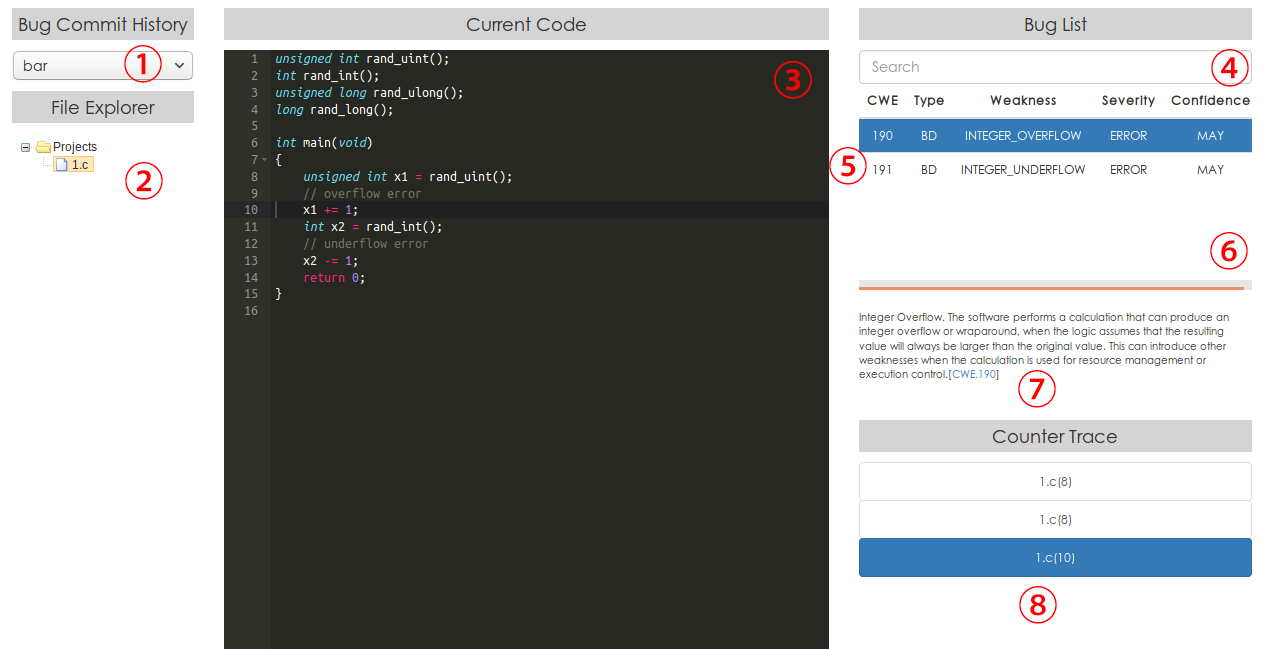 Bug Commit History
bar
①
File Explorer
Projects
1.c
②
Current Code
③
1 unsigned int rand_uint();
2 int rand_int();
3 unsigned long rand_ulong();
4 long rand_long();
5
6 int main(void)
7 {
8     unsigned int x1 = rand_uint();
9     // overflow error
10     x1 += 1;
11     int x2 = rand_int();
12     // underflow error
13     x2 -= 1;
14     return 0;
15 }
16
Bug List
Search
④
CWE Type Weakness Severity Confidence
190 BD INTEGER_OVERFLOW ERROR MAY
⑤
191 BD INTEGER_UNDERFLOW ERROR MAY
⑥
Integer Overflow. The software performs a calculation that can produce an
integer overflow or wraparound, when the logic assumes that the resulting
value will always be larger than the original value. This can introduce other
weaknesses when the calculation is used for resource management or
execution control.[CWE.190]
⑦
Counter Trace
1.c(8)
1.c(8)
1.c(10)
⑧